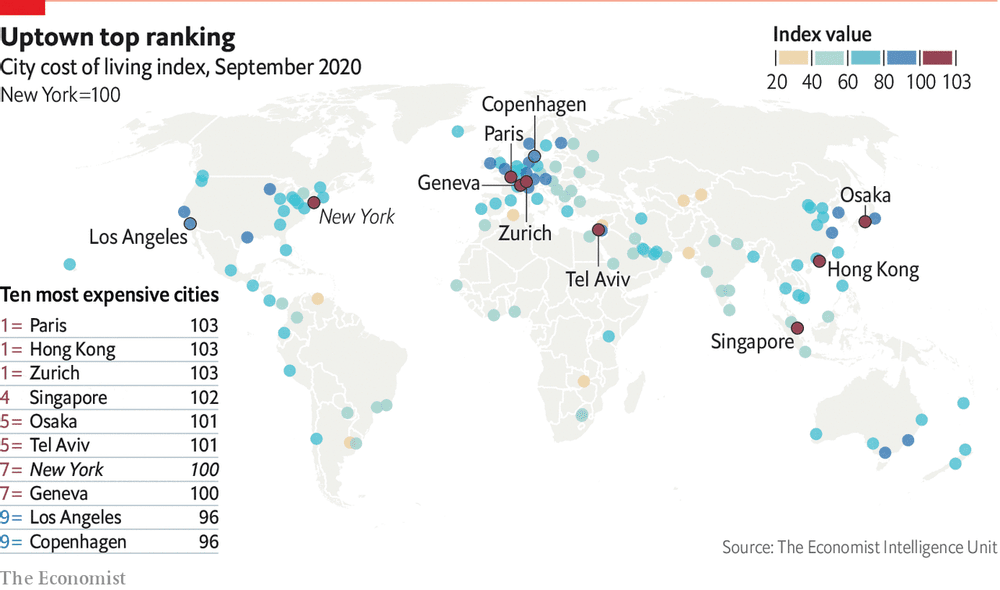 Uptown top ranking
City cost of living index, September 2020
New York=100
Index value
20 40 60 80 100 103
Copenhagen
Paris
Geneva
Zurich
New York
Los Angeles
Tel Aviv
Osaka
Hong Kong
Singapore
Ten most expensive cities
1= Paris 103
1= Hong Kong 103
1= Zurich 103
4 Singapore 102
5= Osaka 101
5= Tel Aviv 101
7= New York 100
7= Geneva 100
9= Los Angeles 96
9= Copenhagen 96
Source: The Economist Intelligence Unit
The Economist